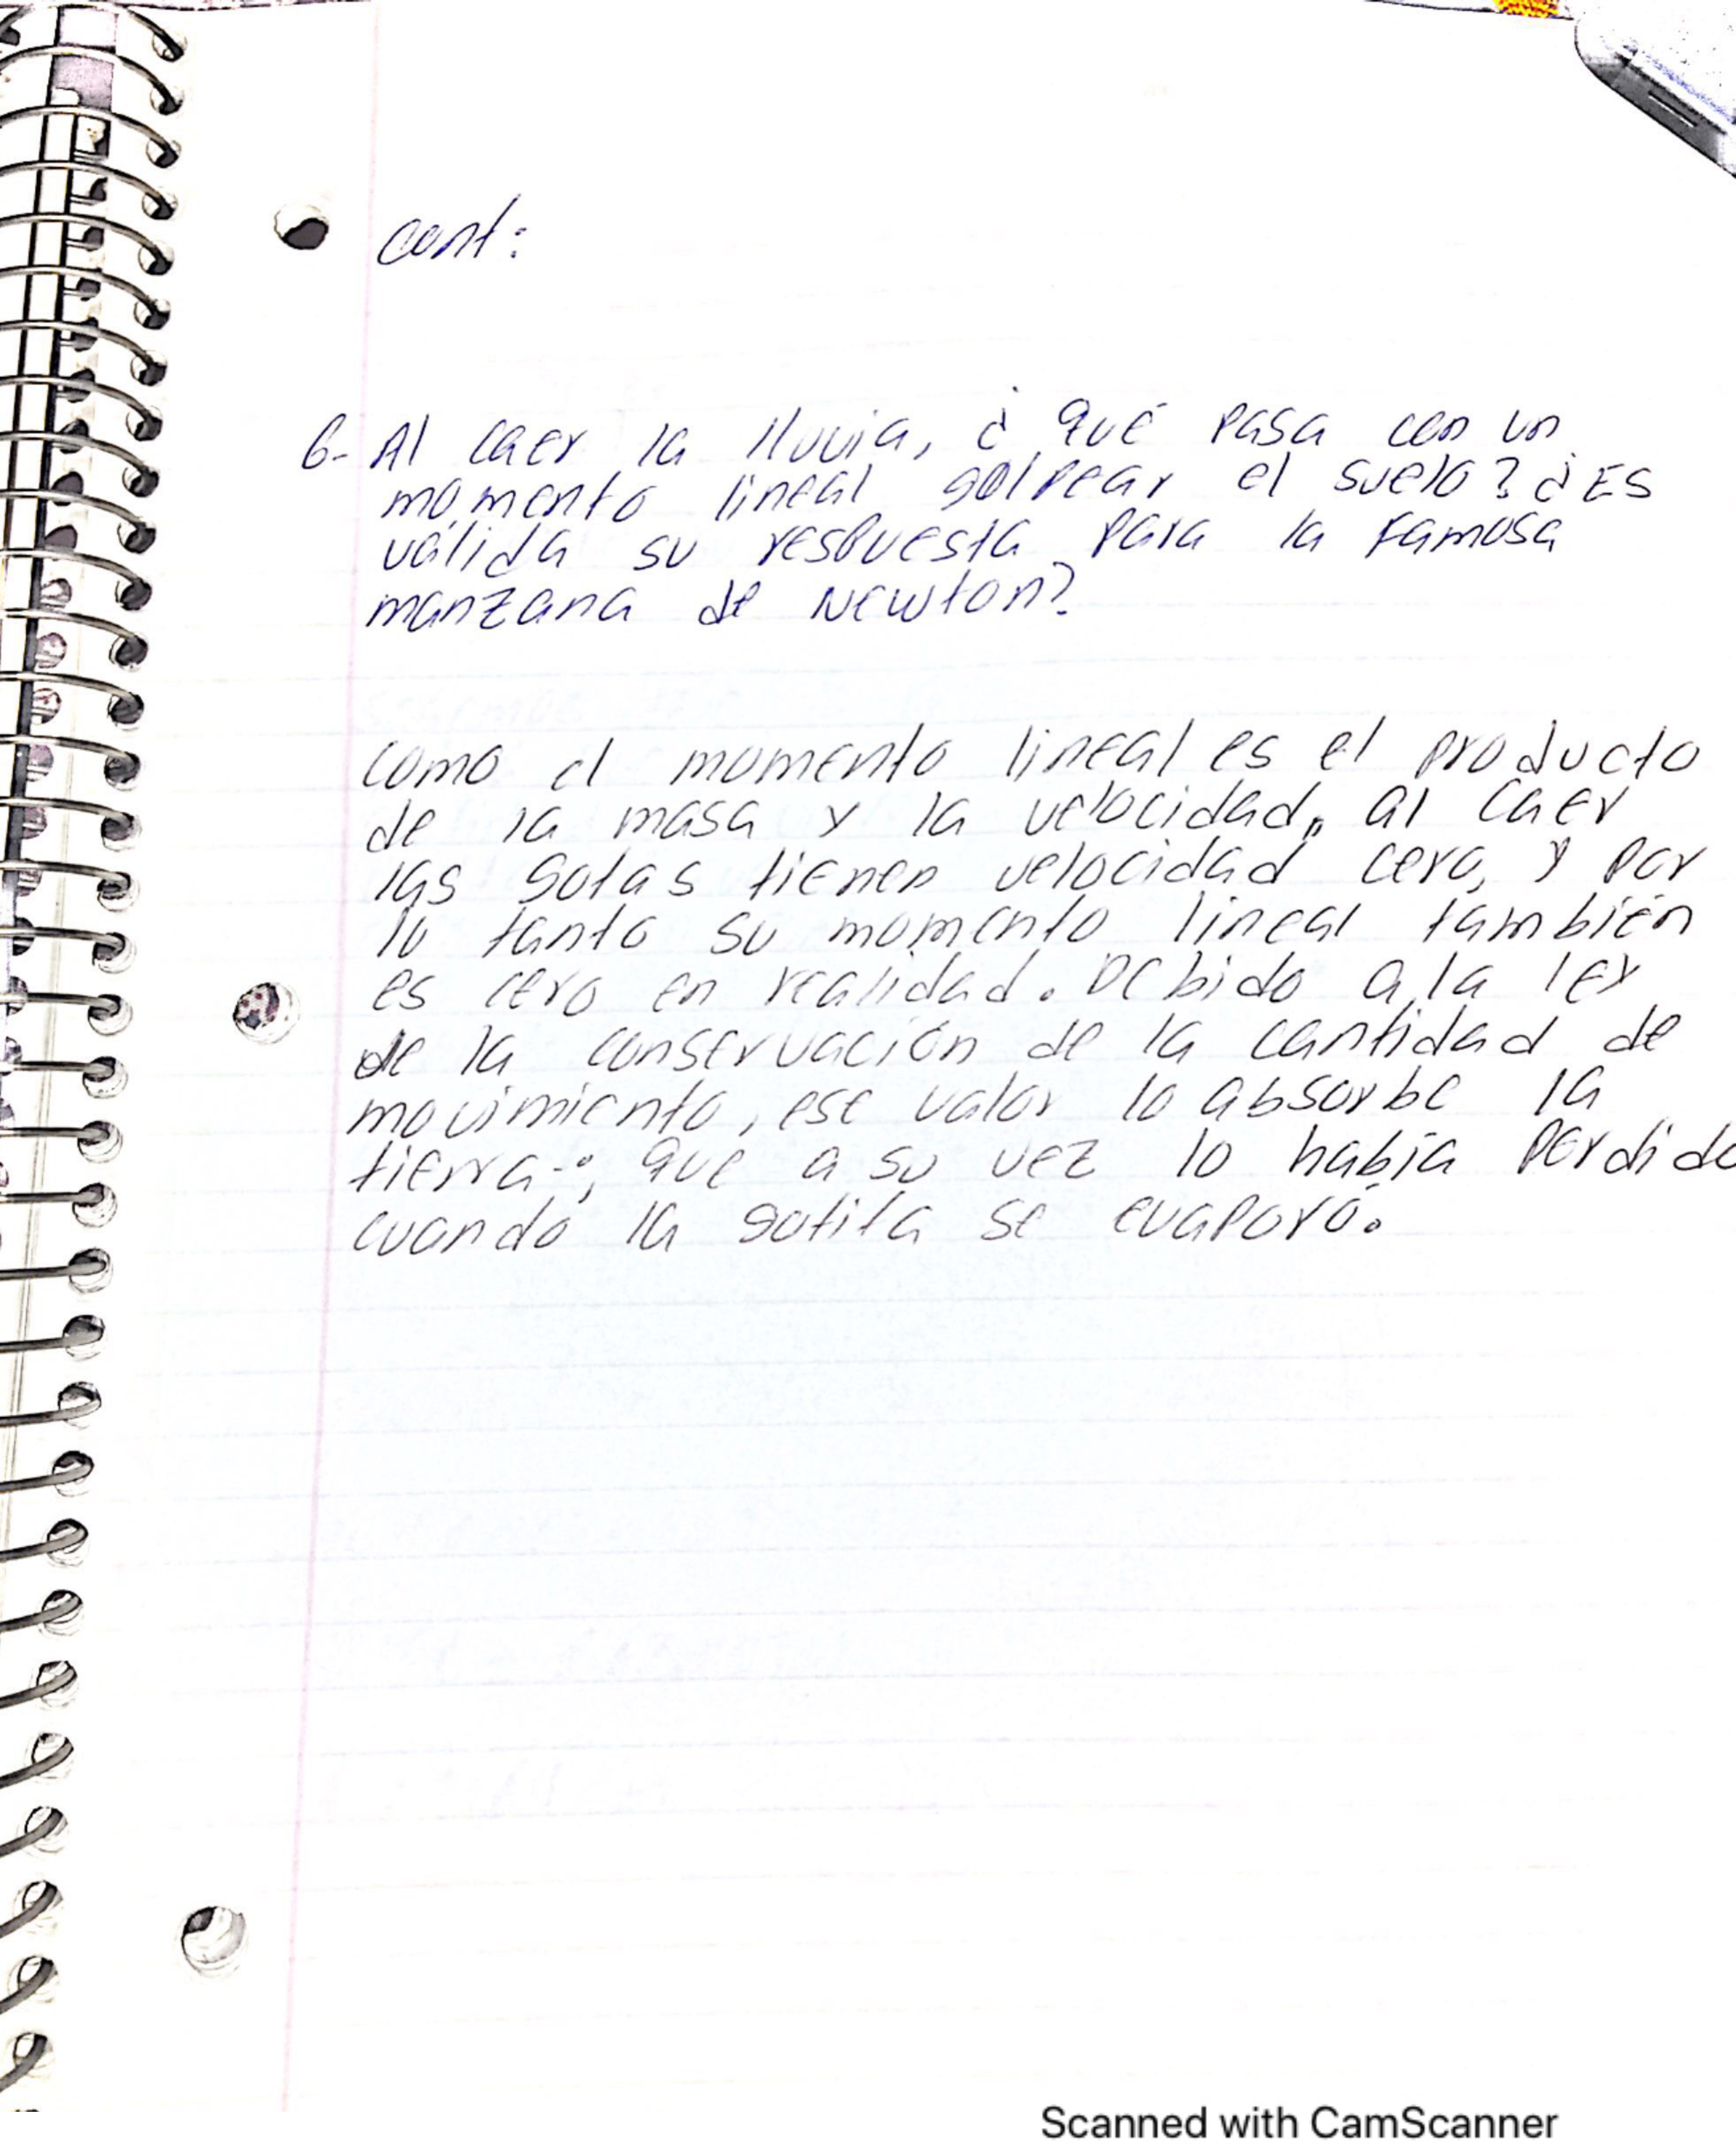 cont:
6- Al caer la lluvia, ¿ qué pasa con un
momento lineal golpear el suelo? ¿ Es
válida su respuesta para la famosa
manzana de Newton?
como el momento lineal es el producto
de la masa y la velocidad, al caer
las gotas tienen velocidad cero, y por
lo tanto su momento lineal también
es cero en realidad. Debido a la ley
de la conservación de la cantidad de
movimiento, ese valor lo absorbe la
tierra-; que a su vez lo había perdido
cuando la gotita se evaporó.
Scanned with CamScanner